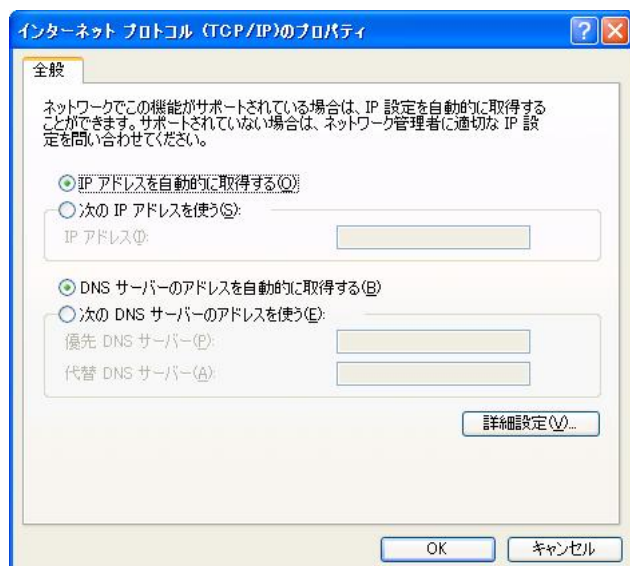 インターネット プロトコル (TCP/IP)のプロパティ
全般
ネットワークでこの機能がサポートされている場合は、IP 設定を自動的に取得する
ことができます。サポートされていない場合は、ネットワーク管理者に適切な IP 設
定を問い合わせてください。
IP アドレスを自動的に取得する(O)
次の IP アドレスを使う(S):
IP アドレス(I):
DNS サーバーのアドレスを自動的に取得する(B)
次の DNS サーバーのアドレスを使う(E):
優先 DNS サーバー(P):
代替 DNS サーバー(A):
詳細設定(V)...
OK キャンセル